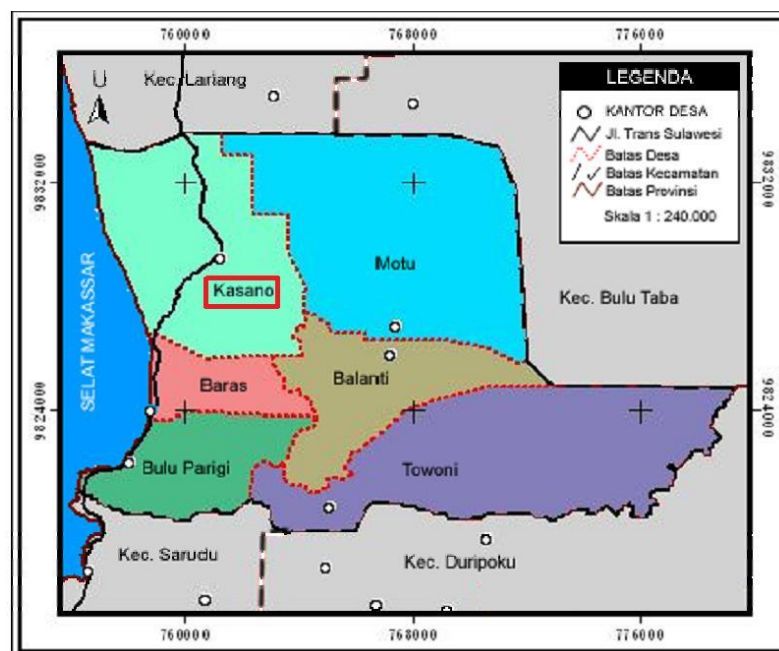 760000 768000 776000
Kec. Lariang
U
LEGENDA
KANTOR DESA
Jl. Trans Sulawesi
Batas Desa
Batas Kecamatan
Batas Provinsi
Skala 1 : 240.000
9832000
9832000
Motu
Kasano
Kec. Bulu Taba
SELAT MAKASSAR
Baras
Balanti
9824000
9824000
Bulu Parigi
Towoni
Kec. Sarudu
Kec. Duripoku
760000 768000 776000